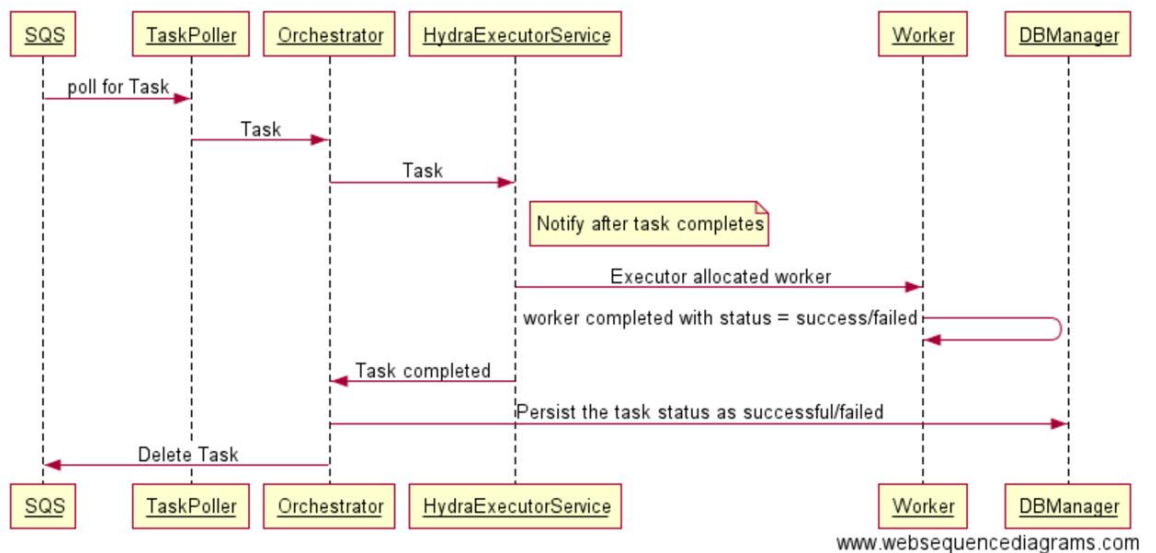 SQS TaskPoller Orchestrator HydraExecutorService Worker DBManager
poll for Task
Task
Task
Notify after task completes
Executor allocated worker
worker completed with status = success/failed
Task completed
Persist the task status as successful/failed
Delete Task
SQS TaskPoller Orchestrator HydraExecutorService Worker DBManager
www.websequencediagrams.com